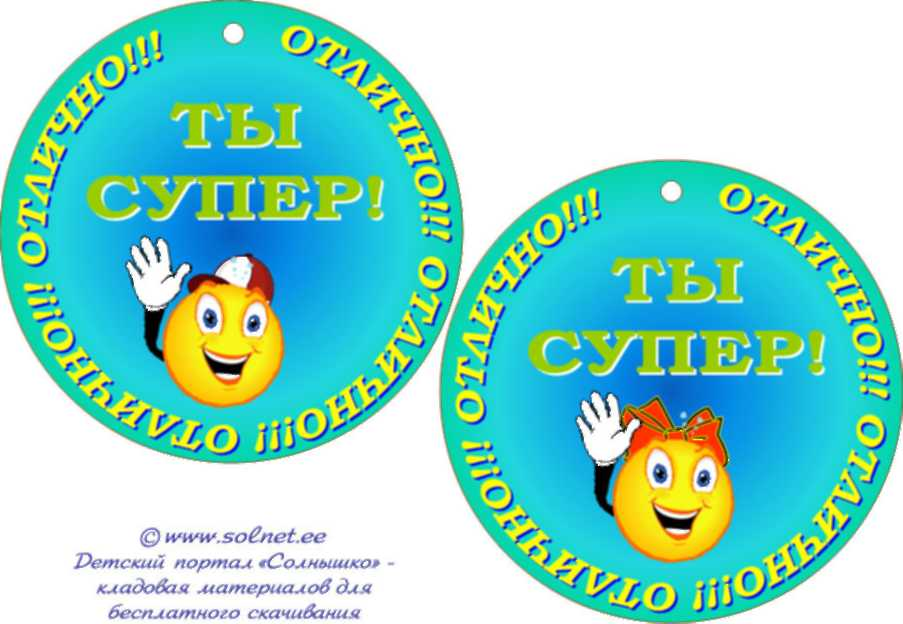 ОТЛИЧНО!!! ОТЛИЧНО!!! ОТЛИЧНО!!! ОТЛИЧНО!!!
ТЫ
СУПЕР!
ОТЛИЧНО!!! ОТЛИЧНО!!! ОТЛИЧНО!!! ОТЛИЧНО!!!
ТЫ
СУПЕР!
© www.solnet.ee
Детский портал «Солнышко» -
кладовая материалов для
бесплатного скачивания